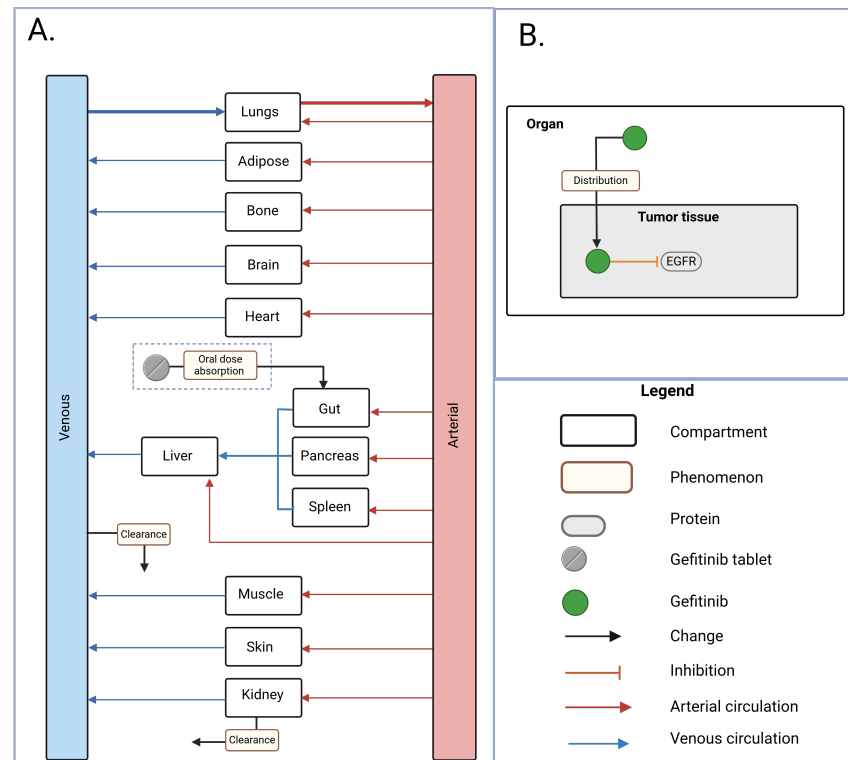 A.
Lungs
Adipose
Bone
Brain
Heart
Oral dose
absorption
Gut
Venous
Arterial
Liver
Pancreas
Spleen
Clearance
Muscle
Skin
Kidney
Clearance
B.
Organ
Distribution
Tumor tissue
EGFR
Legend
Compartment
Phenomenon
Protein
Gefitinib tablet
Gefitinib
Change
Inhibition
Arterial circulation
Venous circulation